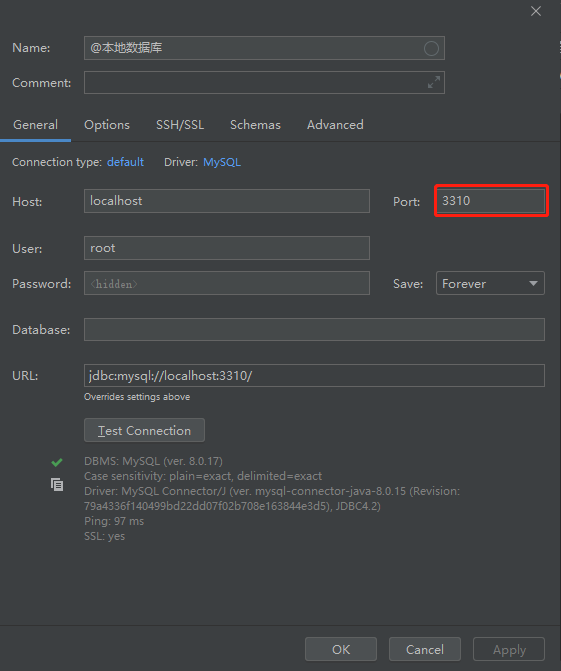 Name: @本地数据库
Comment:
General Options SSH/SSL Schemas Advanced
Connection type: default Driver: MySQL
Host: localhost Port: 3310
User: root
Password: <hidden> Save: Forever
Database:
URL: jdbc:mysql://localhost:3310/
Overrides settings above
Test Connection
DBMS: MySQL (ver. 8.0.17)
Case sensitivity: plain=exact, delimited=exact
Driver: MySQL Connector/J (ver. mysql-connector-java-8.0.15 (Revision:
79a4336f140499bd22dd07f02b708e163844e3d5), JDBC4.2)
Ping: 97 ms
SSL: yes
OK Cancel Apply